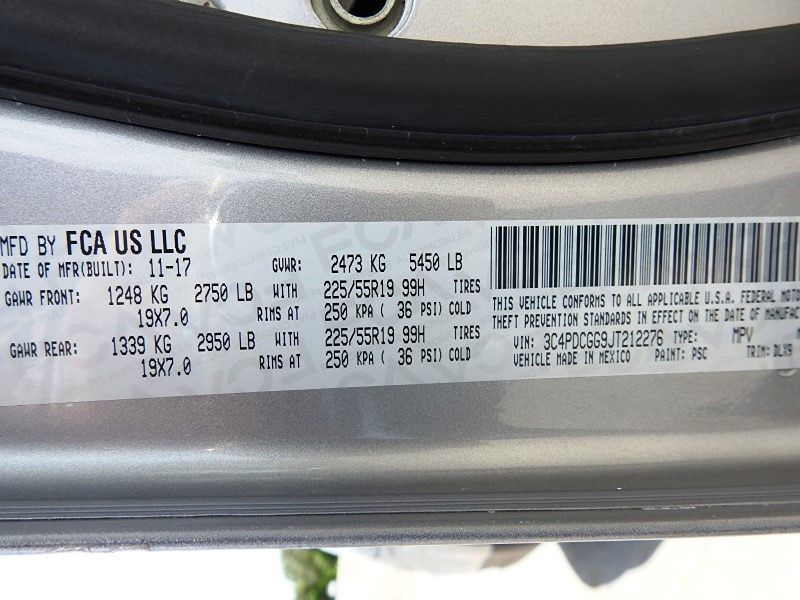 MFD BY FCA US LLC
DATE OF MFR(BUILT): 11-17 GVWR: 2473 KG 5450 LB
GAWR FRONT: 1248 KG 2750 LB WITH 225/55R19 99H TIRES
19X7.0 RIMS AT 250 KPA ( 36 PSI) COLD
GAWR REAR: 1339 KG 2950 LB WITH 225/55R19 99H TIRES
19X7.0 RIMS AT 250 KPA ( 36 PSI) COLD
THIS VEHICLE CONFORMS TO ALL APPLICABLE U.S.A. FEDERAL MOTO
THEFT PREVENTION STANDARDS IN EFFECT ON THE DATE OF MANUFAC
VIN: 3C4PDCGG9JT212276 TYPE: MPV
VEHICLE MADE IN MEXICO PAINT: PSC TRIM: DLX9